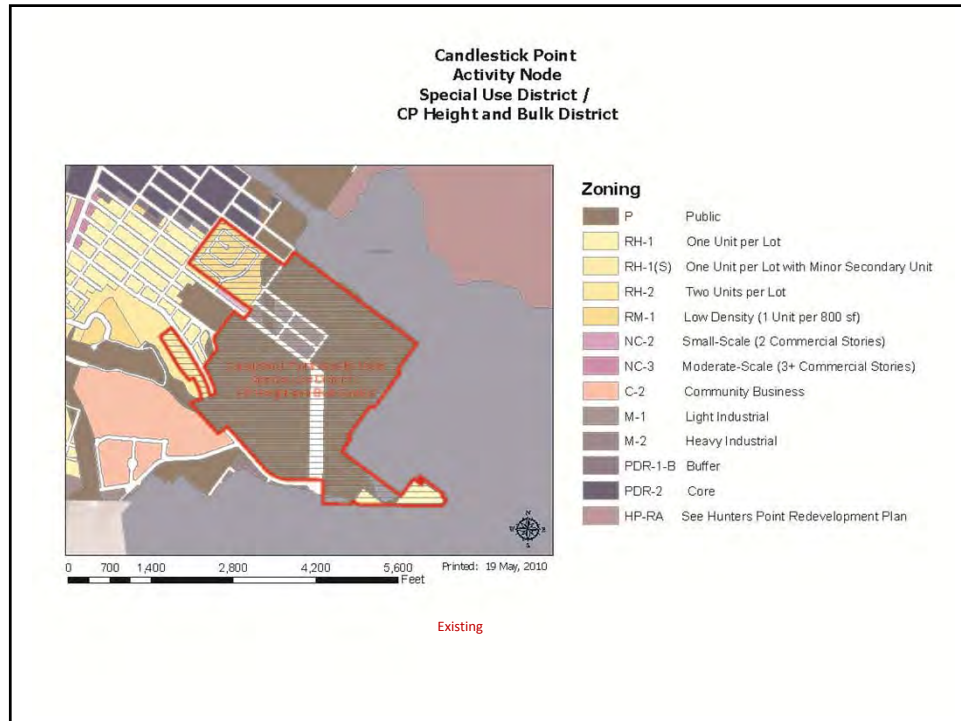 Candlestick Point
Activity Node
Special Use District /
CP Height and Bulk District
Zoning
P Public
RH-1 One Unit per Lot
RH-1(S) One Unit per Lot with Minor Secondary Unit
RH-2 Two Units per Lot
RM-1 Low Density (1 Unit per 800 sf)
NC-2 Small-Scale (2 Commercial Stories)
NC-3 Moderate-Scale (3+ Commercial Stories)
C-2 Community Business
M-1 Light Industrial
M-2 Heavy Industrial
PDR-1-B Buffer
PDR-2 Core
HP-RA See Hunters Point Redevelopment Plan
N
W E
S
0 700 1,400 2,800 4,200 5,600
Feet
Printed: 19 May, 2010
Existing